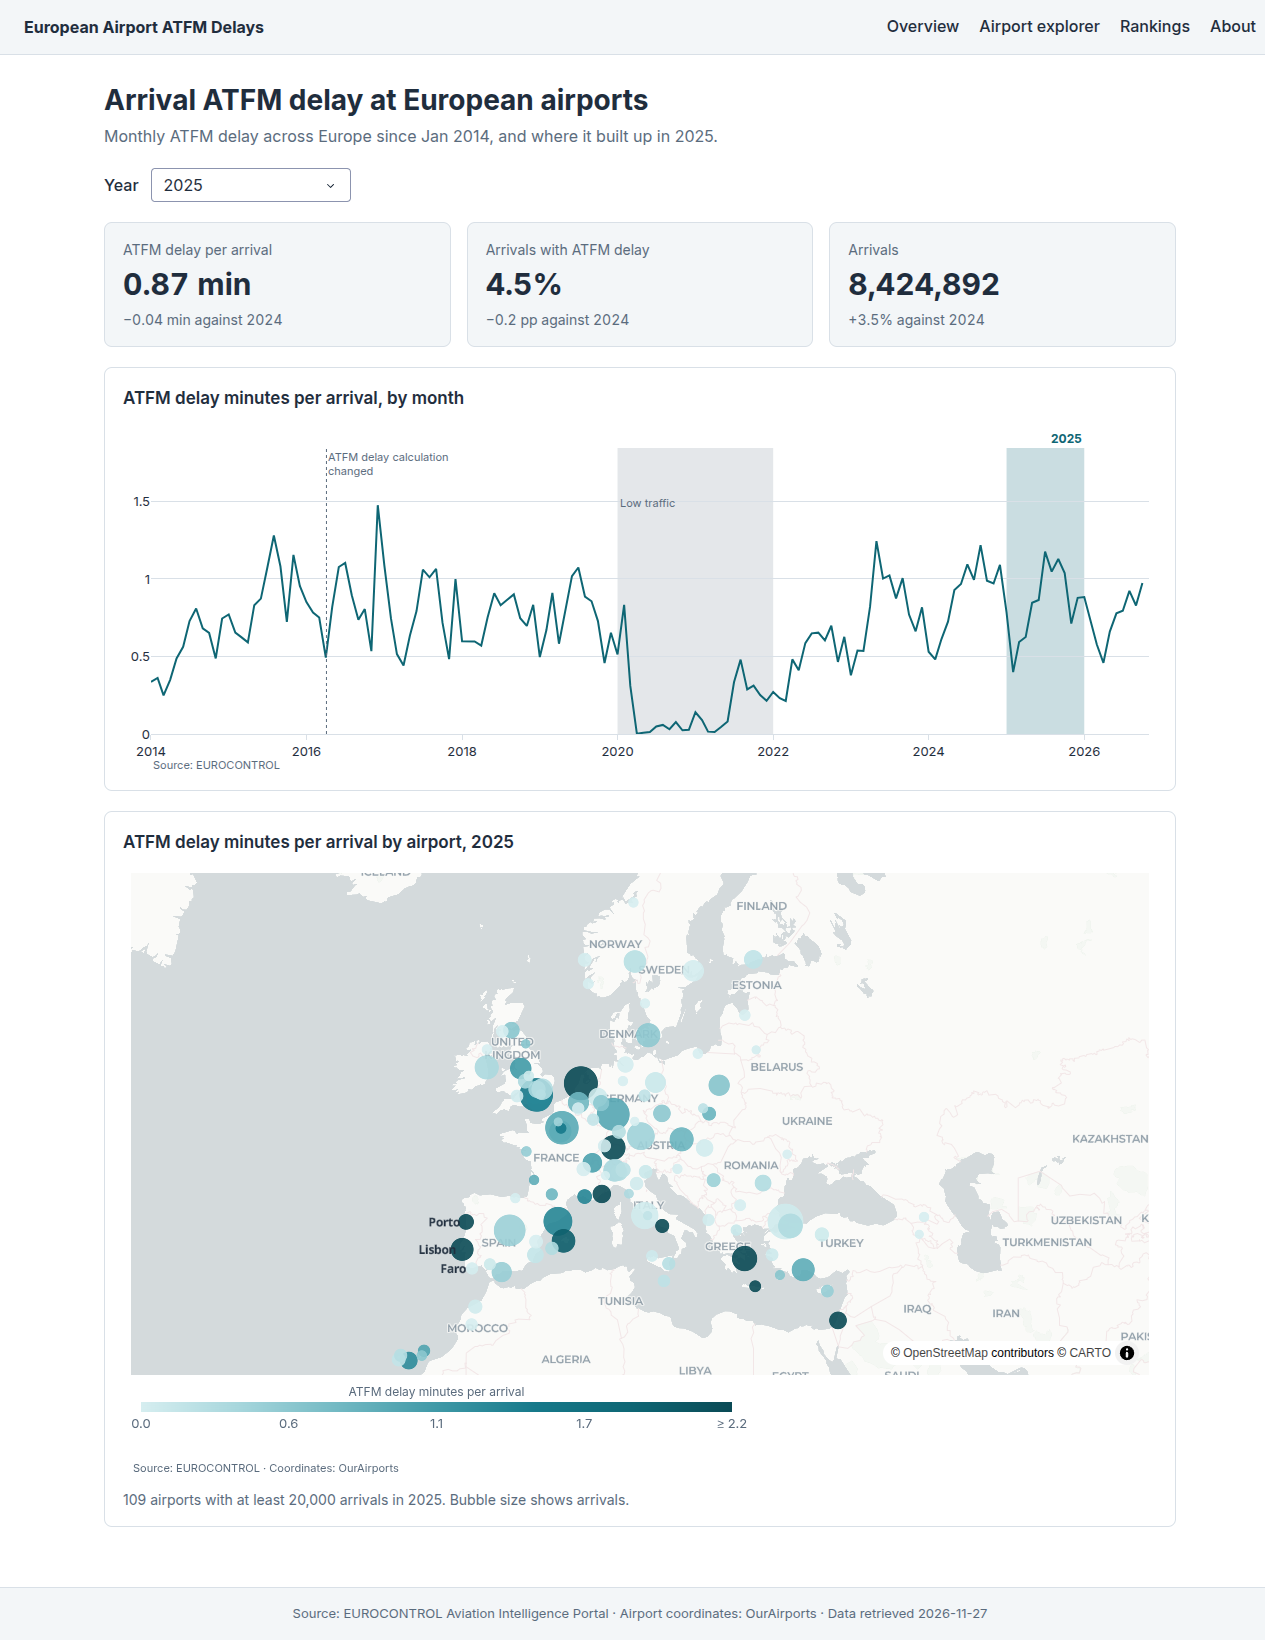 European Airport ATFM Delays
Overview Airport explorer Rankings About
Arrival ATFM delay at European airports
Monthly ATFM delay across Europe since Jan 2014, and where it built up in 2025.
Year 2025
ATFM delay per arrival
0.87 min
−0.04 min against 2024
Arrivals with ATFM delay
4.5%
−0.2 pp against 2024
Arrivals
8,424,892
+3.5% against 2024
ATFM delay minutes per arrival, by month
2025
ATFM delay calculation
changed
Low traffic
1.5
1
0.5
0
2014 2016 2018 2020 2022 2024 2026
Source: EUROCONTROL
ATFM delay minutes per arrival by airport, 2025
ICELAND
FINLAND
NORWAY
SWEDEN
ESTONIA
DENMARK
UNITED
KINGDOM
BELARUS
GERMANY
UKRAINE
KAZAKHSTAN
AUSTRIA
FRANCE
ROMANIA
ITALY
Porto
UZBEKISTAN K
SPAIN
GREECE
TURKEY
TURKMENISTAN
Lisbon
Faro
TUNISIA
IRAQ
IRAN
MOROCCO
PAKIS
ALGERIA
LIBYA
EGYPT
SAUDI
© OpenStreetMap contributors © CARTO
ATFM delay minutes per arrival
0.0 0.6 1.1 1.7 ≥ 2.2
Source: EUROCONTROL · Coordinates: OurAirports
109 airports with at least 20,000 arrivals in 2025. Bubble size shows arrivals.
Source: EUROCONTROL Aviation Intelligence Portal · Airport coordinates: OurAirports · Data retrieved 2026-11-27